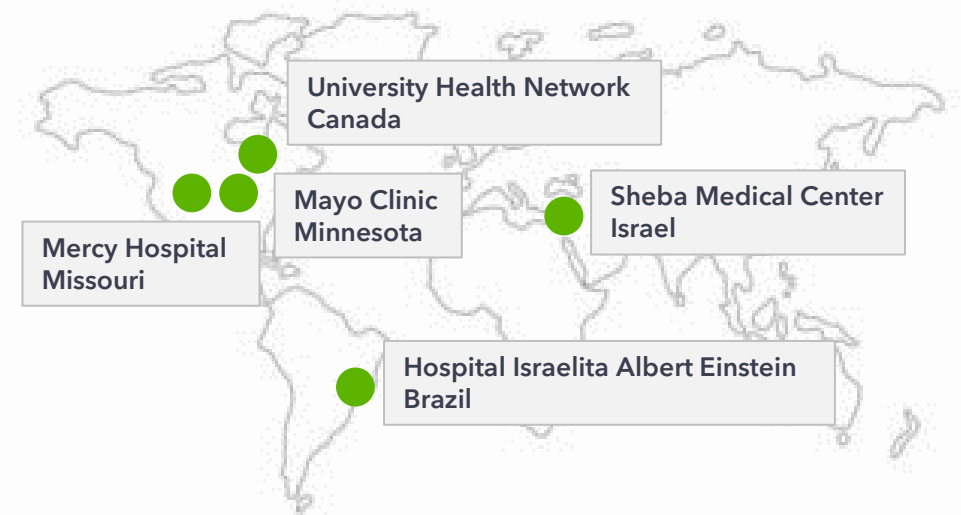 University Health Network
Canada
Mayo Clinic
Minnesota
Sheba Medical Center
Israel
Mercy Hospital
Missouri
Hospital Israelita Albert Einstein
Brazil